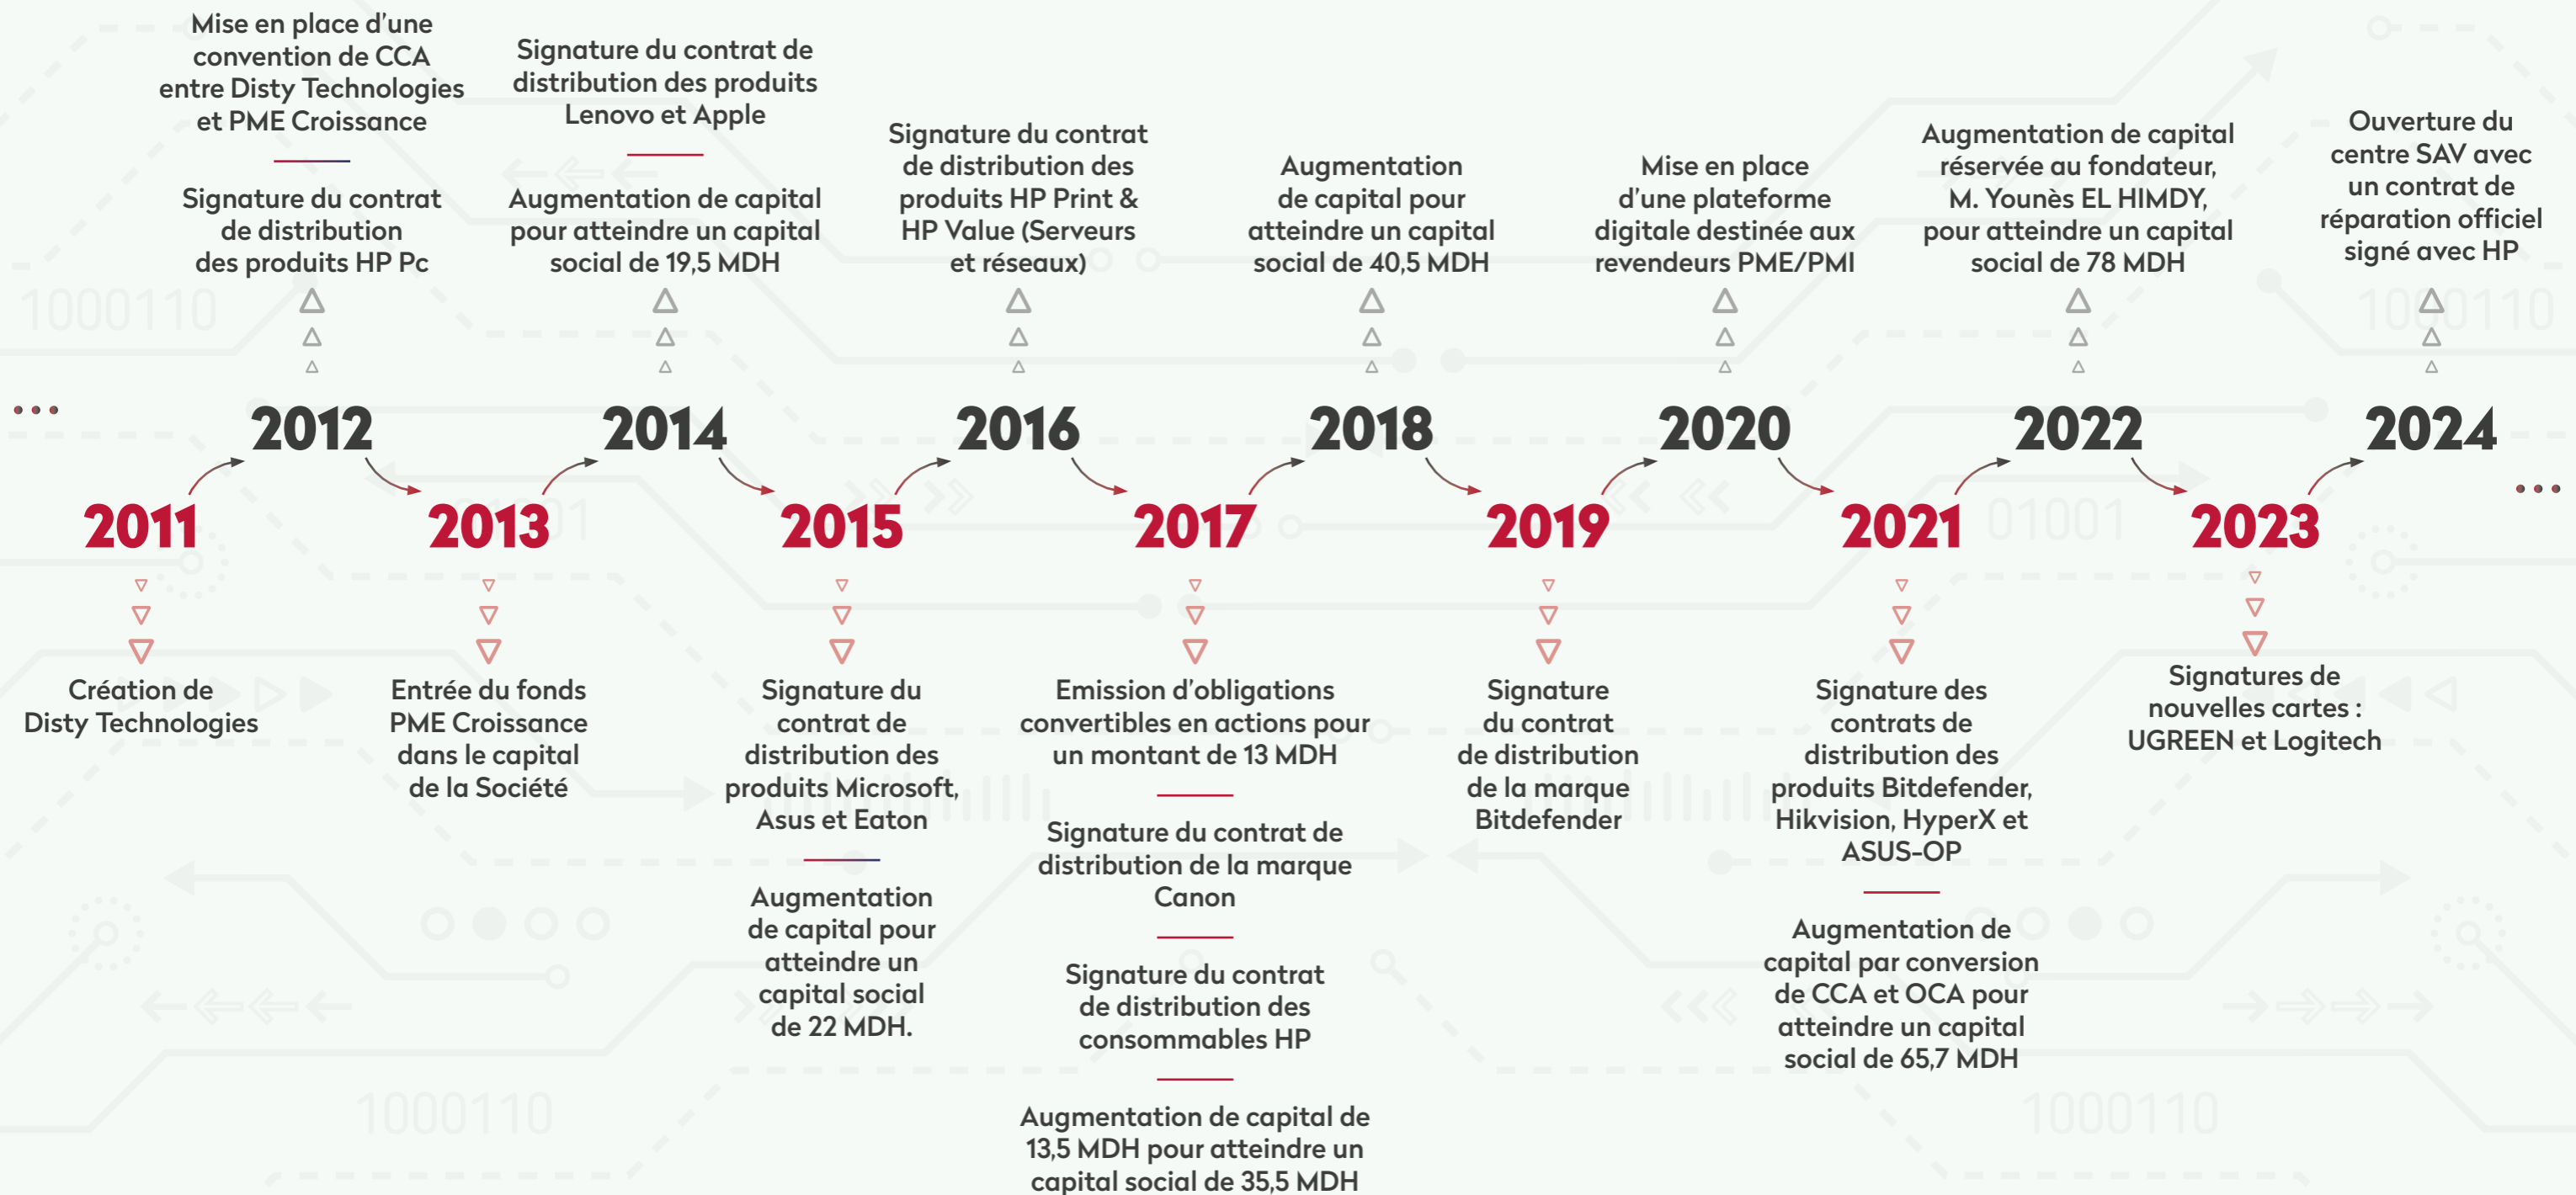 Mise en place d'une
convention de CCA
entre Disty Technologies
et PME Croissance
Signature du contrat
de distribution
des produits HP Pc
Signature du contrat de
distribution des produits
Lenovo et Apple
Augmentation de capital
pour atteindre un capital
social de 19,5 MDH
Signature du contrat
de distribution des
produits HP Print &
HP Value (Serveurs
et réseaux)
Augmentation
de capital pour
atteindre un capital
social de 40,5 MDH
Mise en place
d'une plateforme
digitale destinée aux
revendeurs PME/PMI
Augmentation de capital
réservée au fondateur,
M. Younès EL HIMDY,
pour atteindre un capital
social de 78 MDH
Ouverture du
centre SAV avec
un contrat de
réparation officiel
signé avec HP
1000110
1000110
2012
2014
2016
2018
2020
2022
2024
2011
2013
2015
2017
2019
2021
2023
01001
01001
Création de
Disty Technologies
Entrée du fonds
PME Croissance
dans le capital
de la Société
Signature du
contrat de
distribution des
produits Microsoft,
Asus et Eaton
Augmentation
de capital pour
atteindre un
capital social
de 22 MDH.
Emission d'obligations
convertibles en actions pour
un montant de 13 MDH
Signature du contrat de
distribution de la marque
Canon
Signature du contrat
de distribution des
consommables HP
Augmentation de capital de
13,5 MDH pour atteindre un
capital social de 35,5 MDH
Signature
du contrat
de distribution
de la marque
Bitdefender
Signature des
contrats de
distribution des
produits Bitdefender,
Hikvision, HyperX et
ASUS-OP
Augmentation de
capital par conversion
de CCA et OCA pour
atteindre un capital
social de 65,7 MDH
Signatures de
nouvelles cartes :
UGREEN et Logitech
1000110
1000110